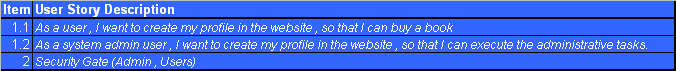 Item User Story Description
1.1 As a user , I want to create my profile in the website , so that I can buy a book
1.2 As a system admin user , I want to create my profile in the website , so that I can execute the administrative tasks.
2 Security Gate (Admin , Users)